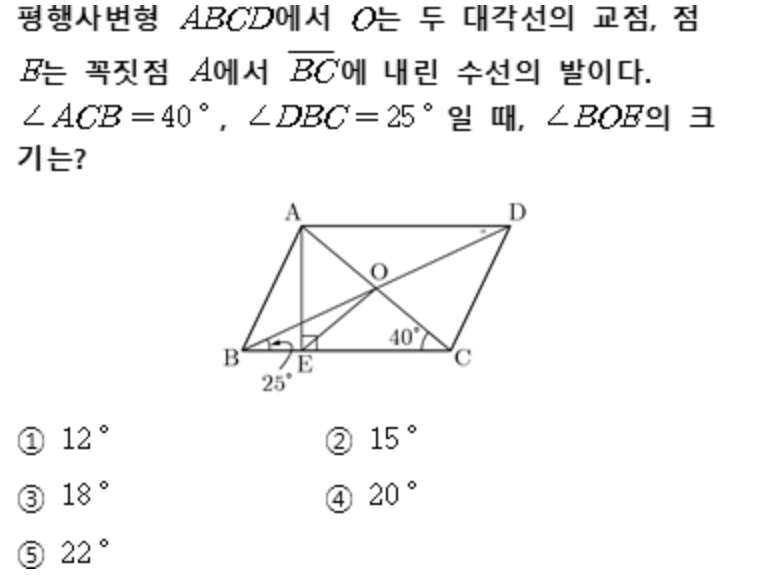 평행사변형 ABCD에서 O는 두 대각선의 교점, 점
E는 꼭짓점 A에서 \overline{BC}에 내린 수선의 발이다.
∠ACB=40°, ∠DBC=25°일 때, ∠BOE의 크
기는?
A D
O
40°
B E C
25°
① 12° ② 15°
③ 18° ④ 20°
⑤ 22°